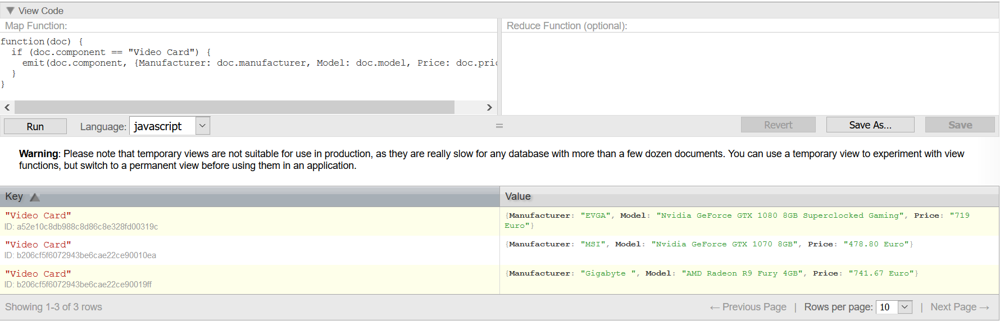 View Code
Map Function:
Reduce Function (optional):
function(doc) {
  if (doc.component == "Video Card") {
    emit(doc.component, {Manufacturer: doc.manufacturer, Model: doc.model, Price: doc.pric
  }
}
Run
Language: javascript
=
Revert
Save As...
Save
Warning: Please note that temporary views are not suitable for use in production, as they are really slow for any database with more than a few dozen documents. You can use a temporary view to experiment with view
functions, but switch to a permanent view before using them in an application.
Key
Value
"Video Card"
ID: a52e10c8db988c8d86c8e328fd00319c
{Manufacturer: "EVGA", Model: "Nvidia GeForce GTX 1080 8GB Superclocked Gaming", Price: "719
Euro"}
"Video Card"
ID: b206cf5f6072943be6cae22ce90010ea
{Manufacturer: "MSI", Model: "Nvidia GeForce GTX 1070 8GB", Price: "478.80 Euro"}
"Video Card"
ID: b206cf5f6072943be6cae22ce90019ff
{Manufacturer: "Gigabyte ", Model: "AMD Radeon R9 Fury 4GB", Price: "741.67 Euro"}
Showing 1-3 of 3 rows
← Previous Page | Rows per page: 10 | Next Page →